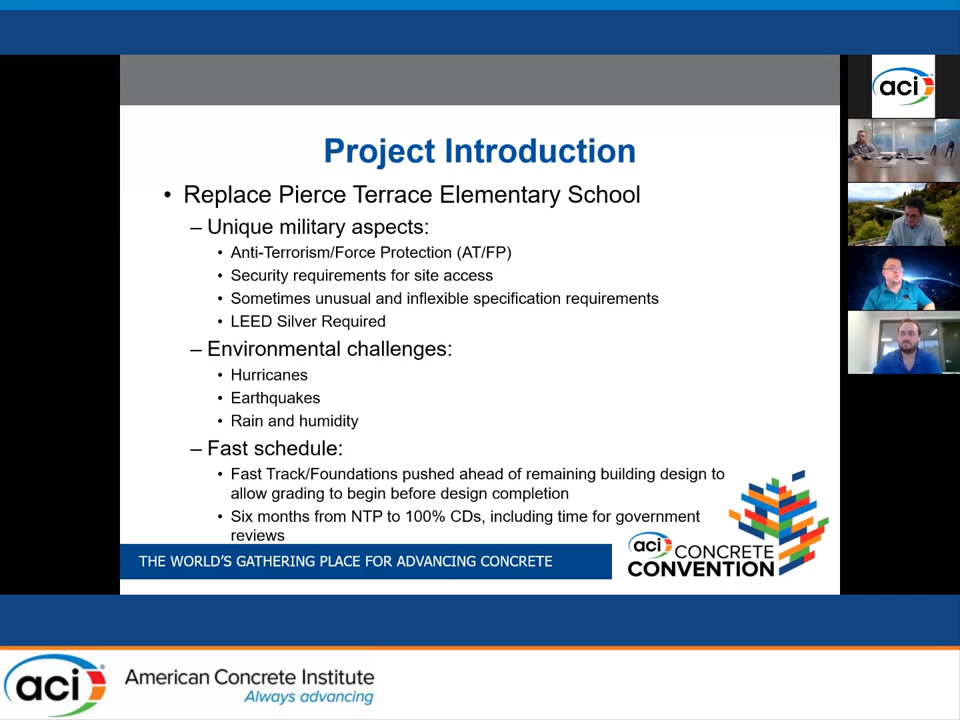 Project Introduction
• Replace Pierce Terrace Elementary School
– Unique military aspects:
• Anti-Terrorism/Force Protection (AT/FP)
• Security requirements for site access
• Sometimes unusual and inflexible specification requirements
• LEED Silver Required
– Environmental challenges:
• Hurricanes
• Earthquakes
• Rain and humidity
– Fast schedule:
• Fast Track/Foundations pushed ahead of remaining building design to
allow grading to begin before design completion
• Six months from NTP to 100% CDs, including time for government
reviews
THE WORLD'S GATHERING PLACE FOR ADVANCING CONCRETE
aci CONCRETE
CONVENTION
aci
aci
American Concrete Institute
Always advancing